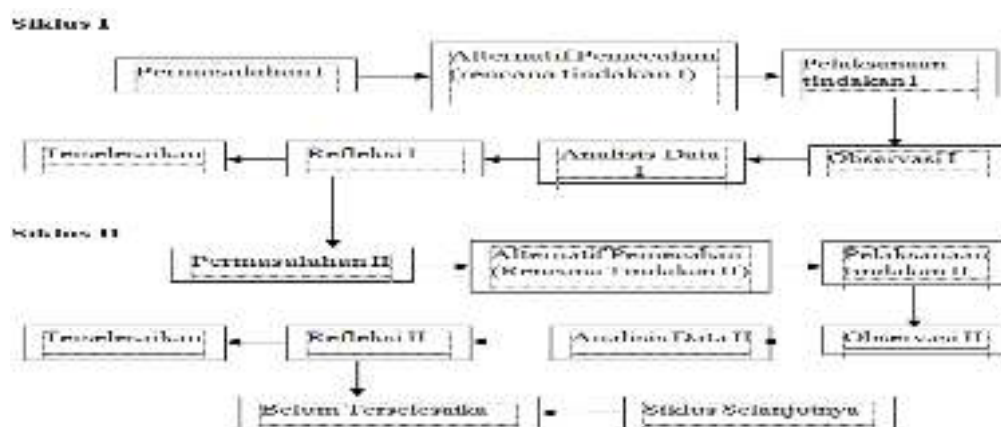 Siklus I
Permasalahan I
Alternatif Pemecahan
(rencana tindakan I)
Pelaksanaan
tindakan I
Terselesaikan
Refleksi I
Analisis Data
I
Observasi I
Siklus II
Permasalahan II
Alternatif Pemecahan
(Rencana Tindakan II)
Pelaksanaan
tindakan II
Terselesaikan
Refleksi II
Analisis Data II
Observasi II
Belum Terselesaika
Siklus Selanjutnya